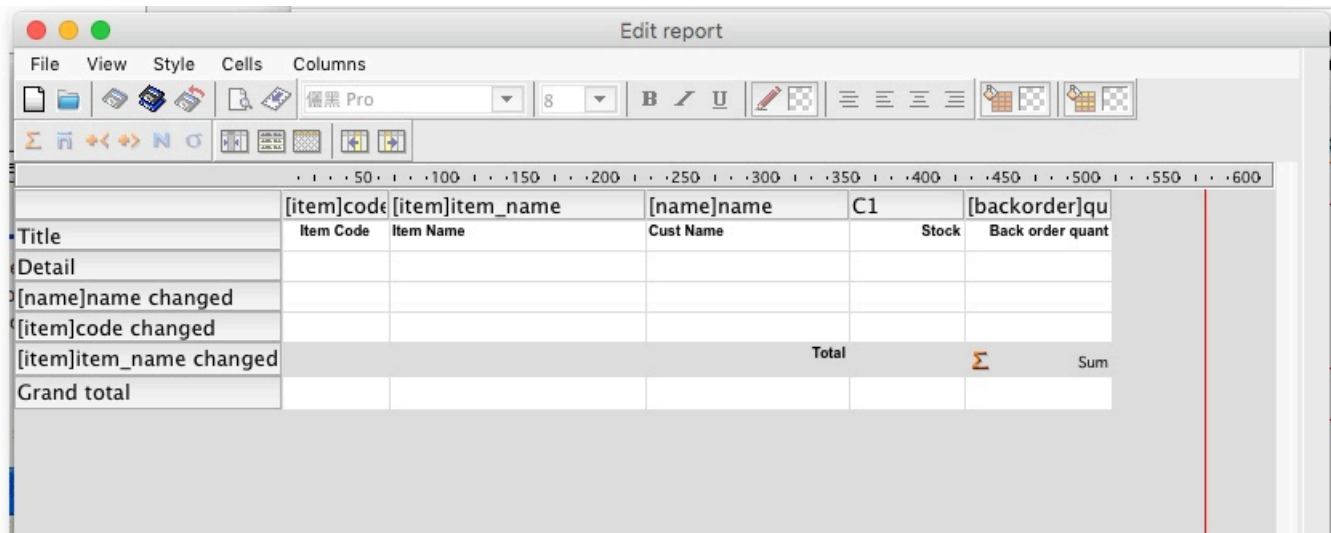 Edit report
File View Style Cells Columns
儷黑 Pro 8 B I U
Σ n N σ
50 100 150 200 250 300 350 400 450 500 550 600
[item]code [item]item_name [name]name C1 [backorder]qu
Title Item Code Item Name Cust Name Stock Back order quant
Detail
[name]name changed
[item]code changed
[item]item_name changed Total Σ Sum
Grand total